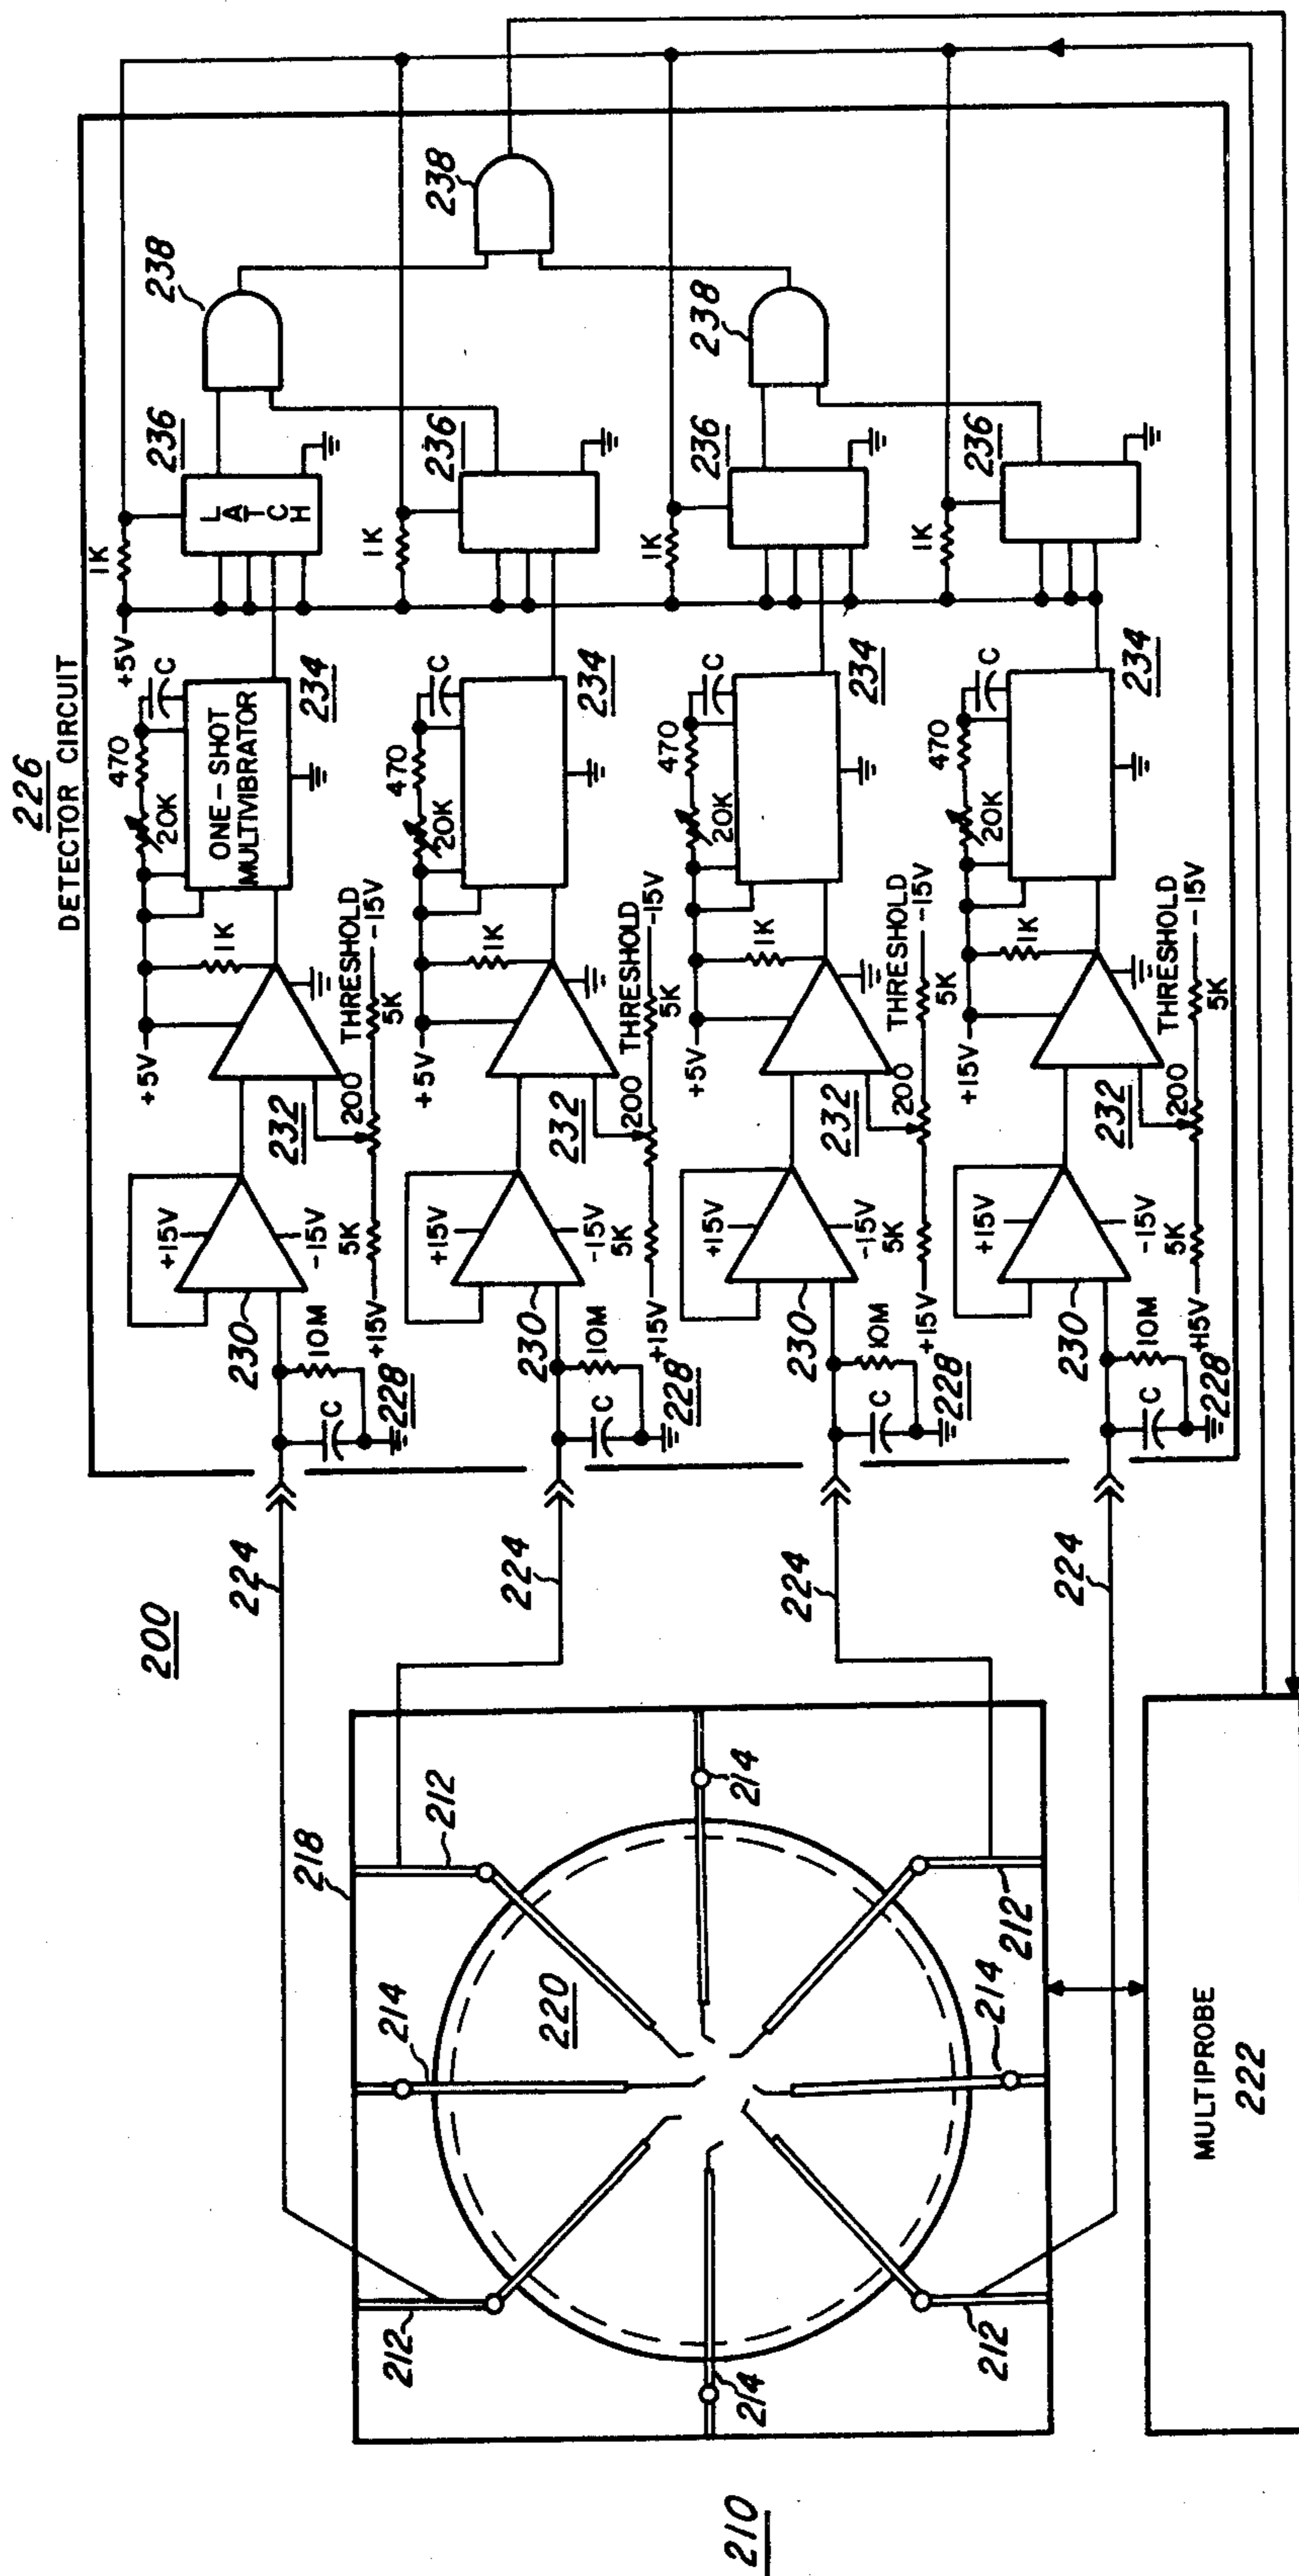 226
DETECTOR CIRCUIT
200
210
+5V
20K
470
C
+5V
1K
+15V
-15V
230
10M
C
228
232
1K
ONE-SHOT
MULTIVIBRATOR
234
LATCH
236
238
238
224
+15V
5K
200
THRESHOLD
5K
-15V
+5V
20K
470
C
1K
+15V
-15V
230
10M
C
228
232
1K
234
236
224
+15V
5K
200
THRESHOLD
5K
-15V
+5V
20K
470
C
1K
+15V
-15V
230
10M
C
228
232
1K
234
236
238
224
+15V
5K
200
THRESHOLD
5K
-15V
+15V
20K
470
C
1K
+15V
-15V
230
10M
C
228
232
1K
234
236
224
+15V
5K
200
THRESHOLD
5K
-15V
218
212
214
212
220
214
214
212
214
212
MULTIPROBE
222